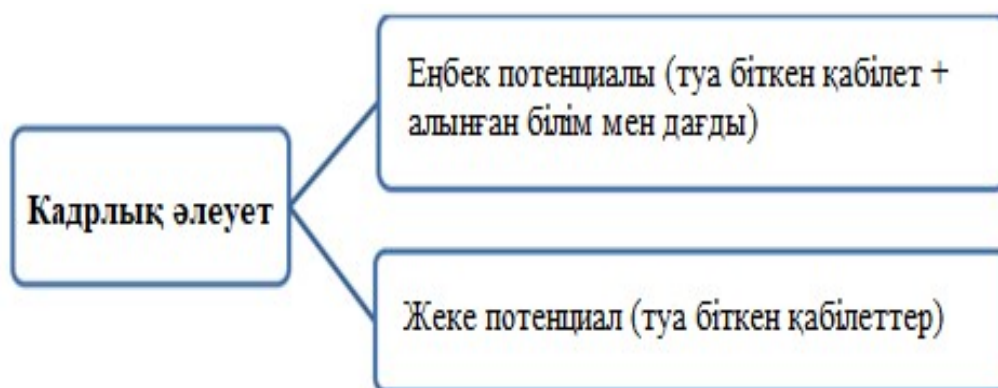 Кадрлық әлеует
Еңбек потенциалы (туа біткен қабілет +
алынған білім мен дағды)
Жеке потенциал (туа біткен қабілеттер)